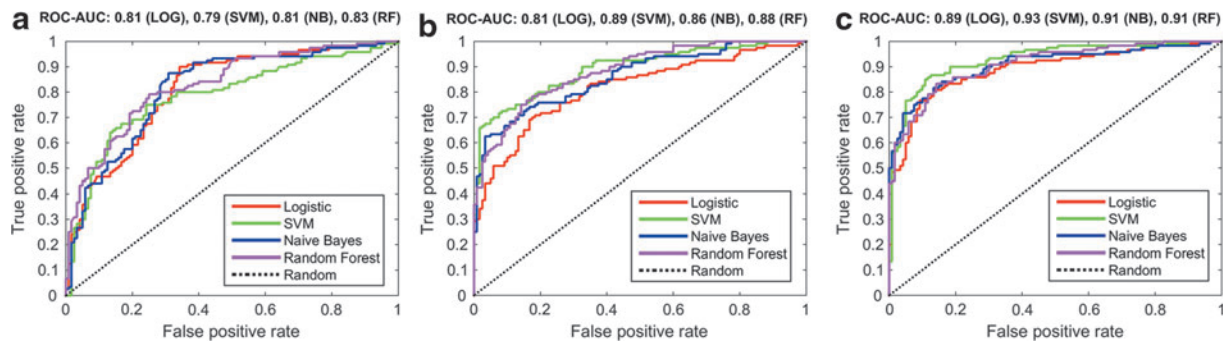 a
ROC-AUC: 0.81 (LOG), 0.79 (SVM), 0.81 (NB), 0.83 (RF)
True positive rate
1
0.9
0.8
0.7
0.6
0.5
0.4
0.3
0.2
0.1
0
Logistic
SVM
Naive Bayes
Random Forest
Random
0 0.2 0.4 0.6 0.8 1
False positive rate
b
ROC-AUC: 0.81 (LOG), 0.89 (SVM), 0.86 (NB), 0.88 (RF)
True positive rate
1
0.9
0.8
0.7
0.6
0.5
0.4
0.3
0.2
0.1
0
Logistic
SVM
Naive Bayes
Random Forest
Random
0 0.2 0.4 0.6 0.8 1
False positive rate
c
ROC-AUC: 0.89 (LOG), 0.93 (SVM), 0.91 (NB), 0.91 (RF)
True positive rate
1
0.9
0.8
0.7
0.6
0.5
0.4
0.3
0.2
0.1
0
Logistic
SVM
Naive Bayes
Random Forest
Random
0 0.2 0.4 0.6 0.8 1
False positive rate